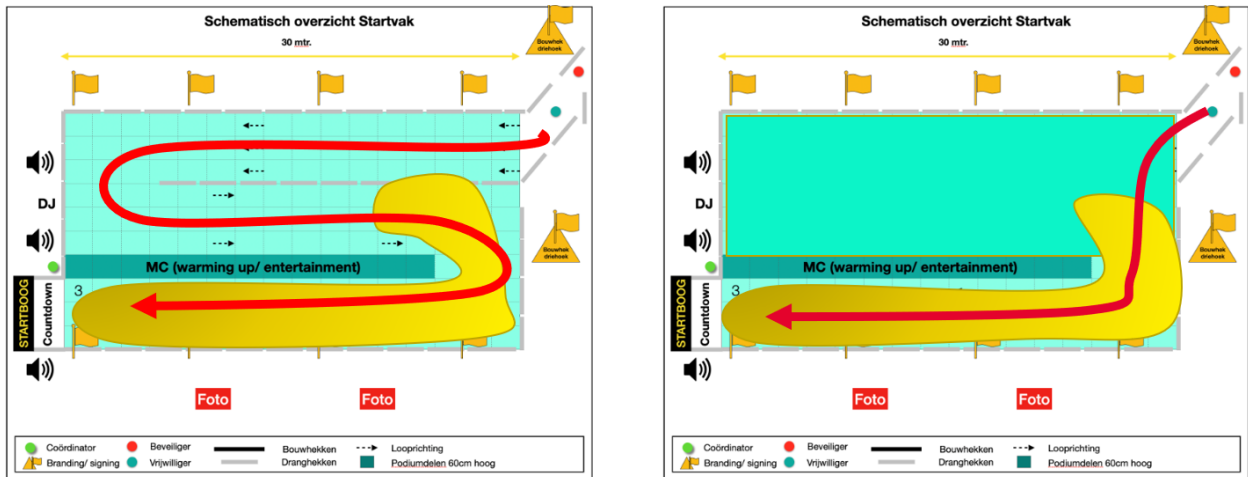 Schematisch overzicht Startvak
30 mtr.
Bouwhek
driehoek
DJ
Bouwhek
driehoek
MC (warming up/ entertainment)
3
STARTBOOG
Countdown
Foto
Foto
Coördinator
Beveiliger
Bouwhekken
Looprichting
Branding/ signing
Vrijwilliger
Dranghekken
Podiumdelen 60cm hoog
Schematisch overzicht Startvak
30 mtr.
Bouwhek
driehoek
DJ
Bouwhek
driehoek
MC (warming up/ entertainment)
3
STARTBOOG
Countdown
Foto
Foto
Coördinator
Beveiliger
Bouwhekken
Looprichting
Branding/ signing
Vrijwilliger
Dranghekken
Podiumdelen 60cm hoog